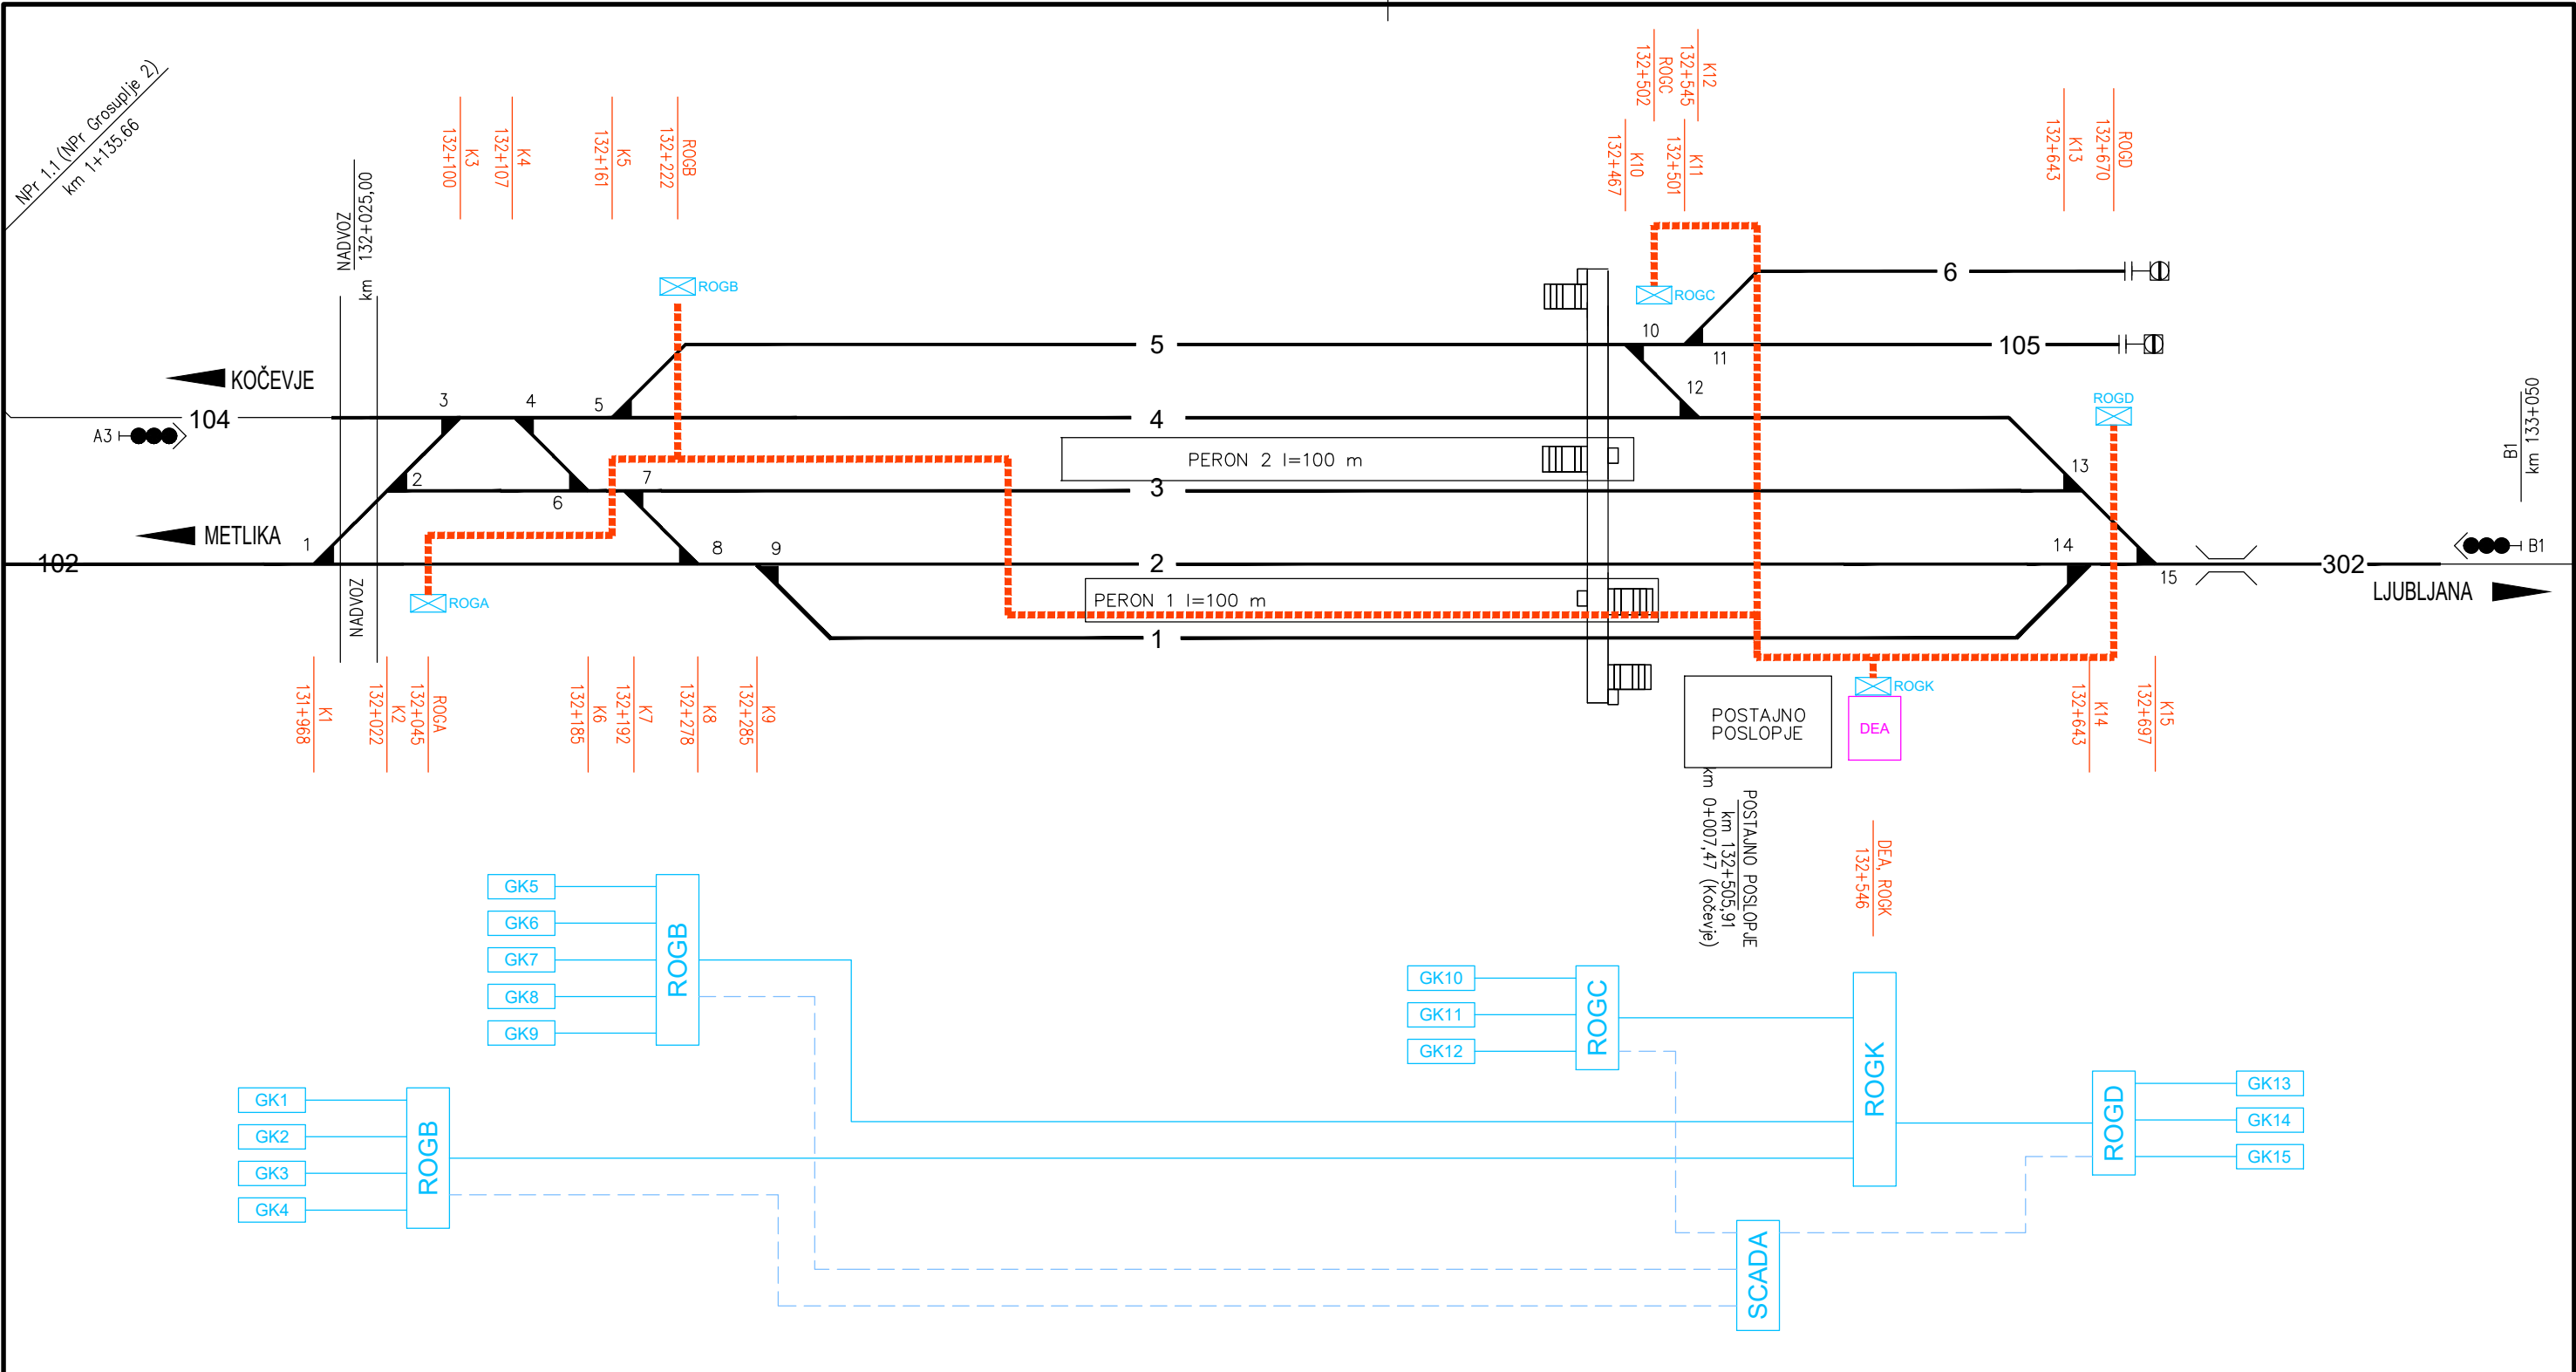 NPr 1.1 (NPr Grosuplje 2)
km 1+135.66
NADVOZ
km 132+025,00
K3
132+100
K4
132+107
K5
132+161
ROGB
132+222
ROGC
132+502
K12
132+545
K10
132+467
K11
132+501
K13
132+643
ROGD
132+670
ROGB
ROGC
6
5
10
11
105
KOČEVJE
3
4
5
12
ROGD
B1
km 133+050
104
4
A3
PERON 2 l=100 m
13
2
7
6
3
METLIKA
1
8
9
14
B1
102
2
15
302
LJUBLJANA
NADVOZ
ROGA
PERON 1 l=100 m
1
K1
131+968
K2
132+022
ROGA
132+045
K6
132+185
K7
132+192
K8
132+278
K9
132+285
ROGK
POSTAJNO
POSLOPJE
DEA
K14
132+643
K15
132+697
POSTAJNO POSLOPJE
km 132+505,91
km 0+007,47 (Kočevje)
DEA, ROGK
132+546
GK5
GK6
GK7
GK8
GK9
ROGB
GK10
GK11
GK12
ROGC
ROGK
GK1
GK2
GK3
GK4
ROGB
ROGD
GK13
GK14
GK15
SCADA